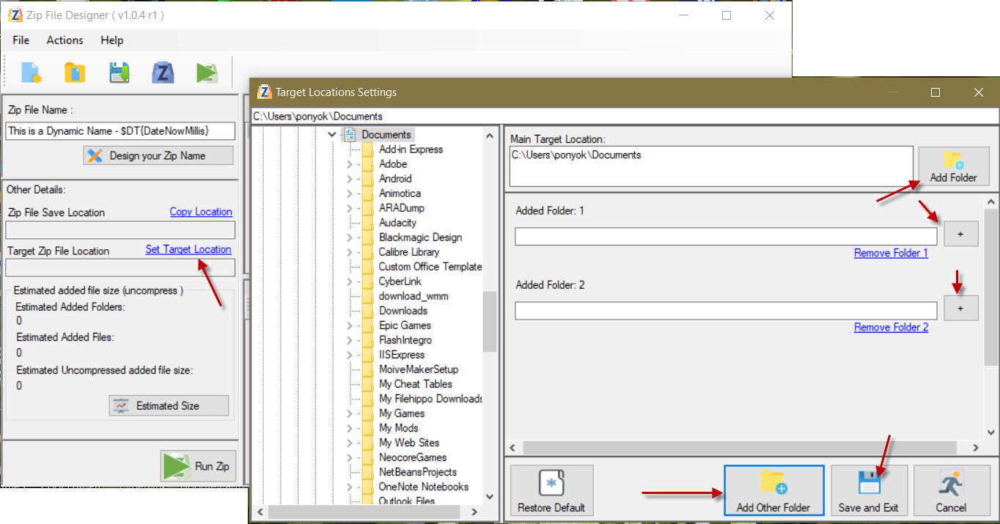 Zip File Designer ( v1.0.4 r1 )
File Actions Help
Zip File Name :
This is a Dynamic Name - $DT{DateNowMillis}
Design your Zip Name
Other Details:
Zip File Save Location Copy Location
Target Zip File Location Set Target Location
Estimated added file size (uncompress )
Estimated Added Folders:
0
Estimated Added Files:
0
Estimated Uncompressed added file size:
0
Estimated Size
Run Zip
Target Locations Settings
C:\Users\ponyok\Documents
Documents
Add-in Express
Adobe
Android
Animotica
ARADump
Audacity
Blackmagic Design
Calibre Library
Custom Office Template
CyberLink
download_wmm
Downloads
Epic Games
FlashIntegro
IISExpress
MoiveMakerSetup
My Cheat Tables
My Filehippo Downloads
My Games
My Mods
My Web Sites
NeocoreGames
NetBeansProjects
OneNote Notebooks
Outlook Files
Main Target Location:
C:\Users\ponyok\Documents
Add Folder
Added Folder: 1
+
Remove Folder 1
Added Folder: 2
+
Remove Folder 2
Restore Default
Add Other Folder
Save and Exit
Cancel